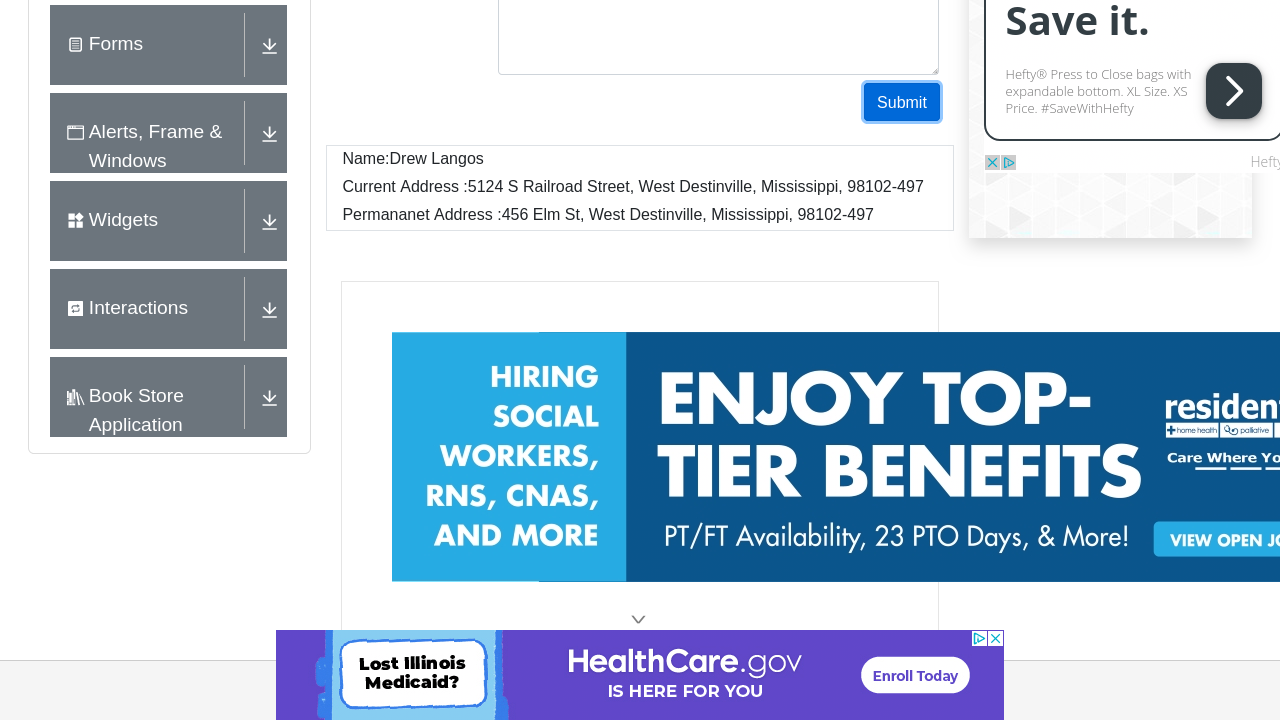 Forms
Alerts, Frame &
Windows
Widgets
Interactions
Book Store
Application
Submit
Name:Drew Langos
Current Address :5124 S Railroad Street, West Destinville, Mississippi, 98102-497
Permananet Address :456 Elm St, West Destinville, Mississippi, 98102-497
Save it.
Hefty® Press to Close bags with
expandable bottom. XL Size. XS
Price. #SaveWithHefty
Hefty
HIRING
SOCIAL
WORKERS,
RNS, CNAS,
AND MORE
ENJOY TOP-
TIER BENEFITS
PT/FT Availability, 23 PTO Days, & More!
residen
home health palliative
Care Where Yo
VIEW OPEN JO
Lost Illinois
Medicaid?
HealthCare.gov
IS HERE FOR YOU
Enroll Today